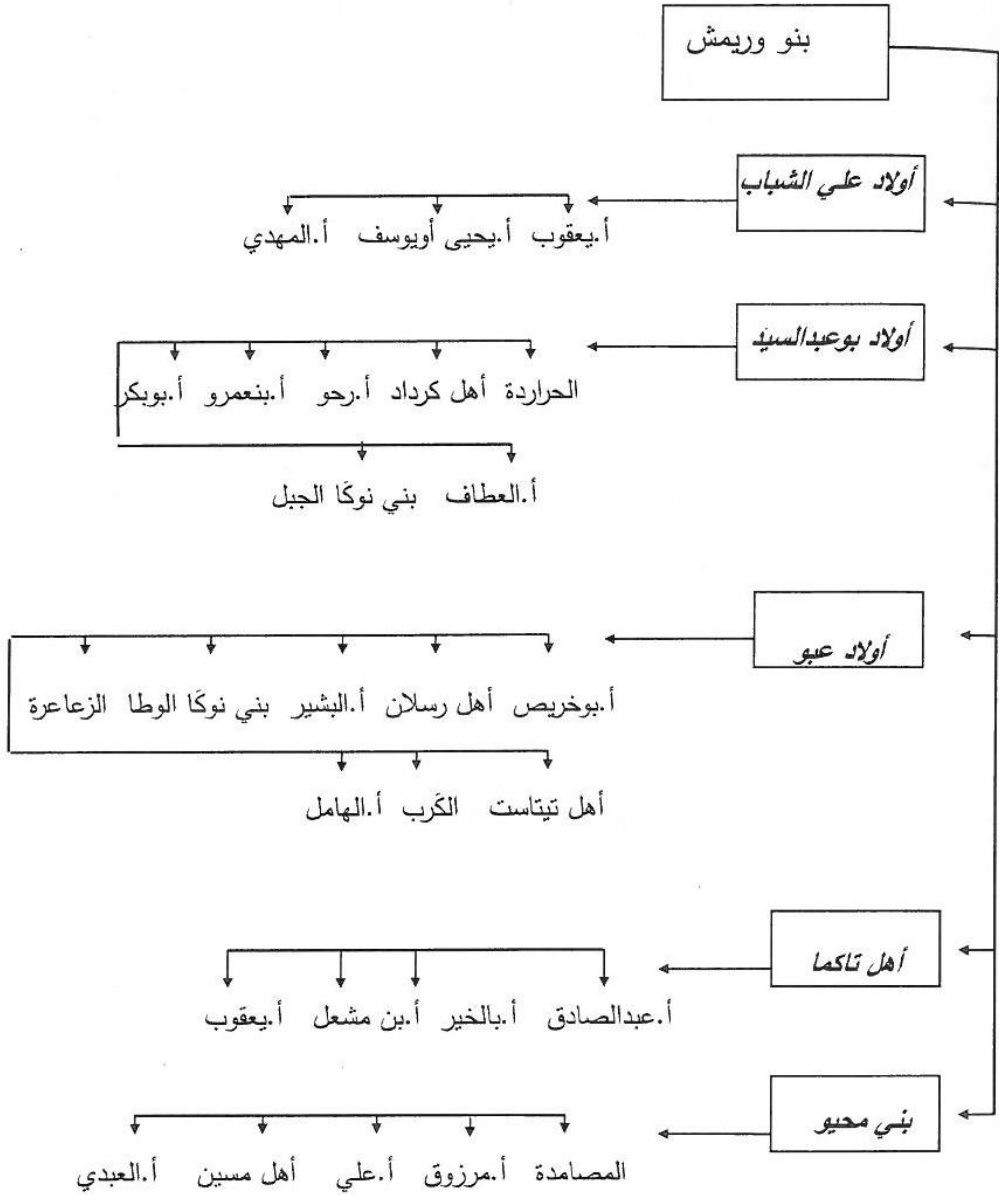 بنو وريمش
أولاد علي الشباب
أ.يعقوب أ.يحيى أويوسف أ.المهدي
أولاد بوعبدالسيد
الحراردة أهل كرداد أ.رحو أ.بنعمرو أ.بوبكر
أ.العطاف بني نوكَا الجبل
أولاد عبو
أ.بوخريص أهل رسلان أ.البشير بني نوكَا الوطا الزعاعرة
أهل تيتاست الكَرب أ.الهامل
أهل تاكما
أ.عبدالصادق أ.بالخير أ.بن مشعل أ.يعقوب
بني محيو
المصامدة أ.مرزوق أ.علي أهل مسين أ.العبدي